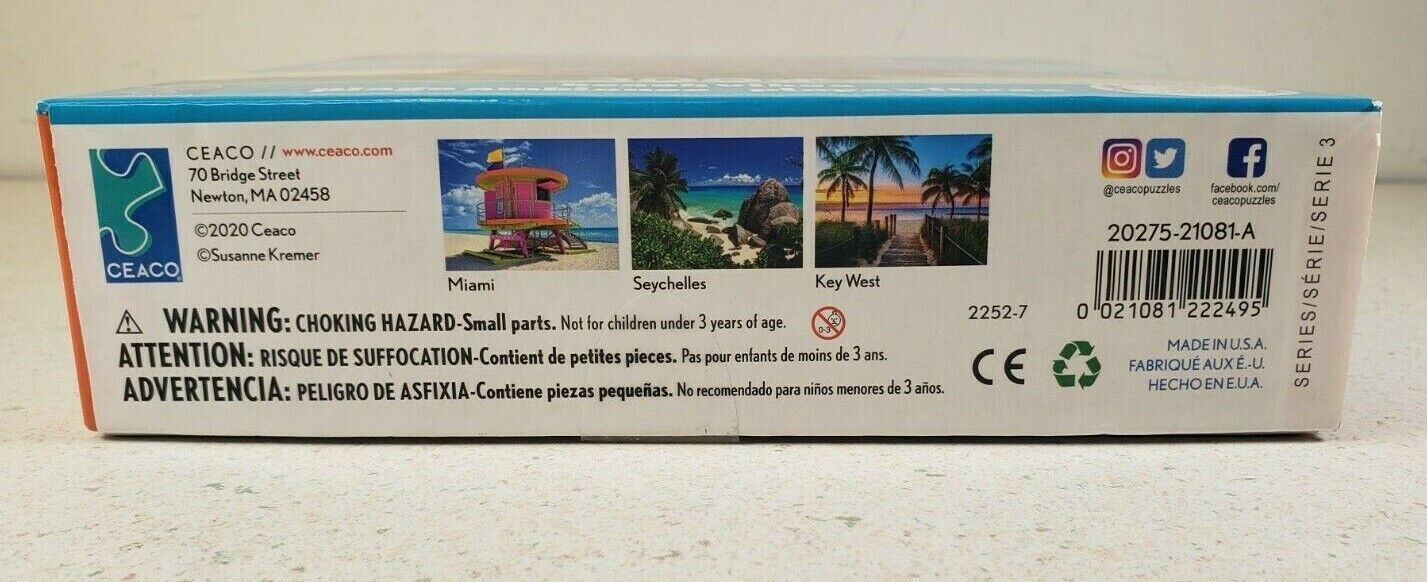 CEACO
CEACO // www.ceaco.com
70 Bridge Street
Newton, MA 02458
©2020 Ceaco
©Susanne Kremer
Miami
Seychelles
Key West
@ceacopuzzles
facebook.com/
ceacopuzzles
20275-21081-A
0 021081 222495
2252-7
SERIES/SÉRIE/SERIE 3
WARNING: CHOKING HAZARD-Small parts. Not for children under 3 years of age.
0-3
ATTENTION: RISQUE DE SUFFOCATION-Contient de petites pieces. Pas pour enfants de moins de 3 ans.
ADVERTENCIA: PELIGRO DE ASFIXIA-Contiene piezas pequeñas. No recomendado para niños menores de 3 años.
CE
MADE IN U.S.A.
FABRIQUÉ AUX É.-U.
HECHO EN E.U.A.